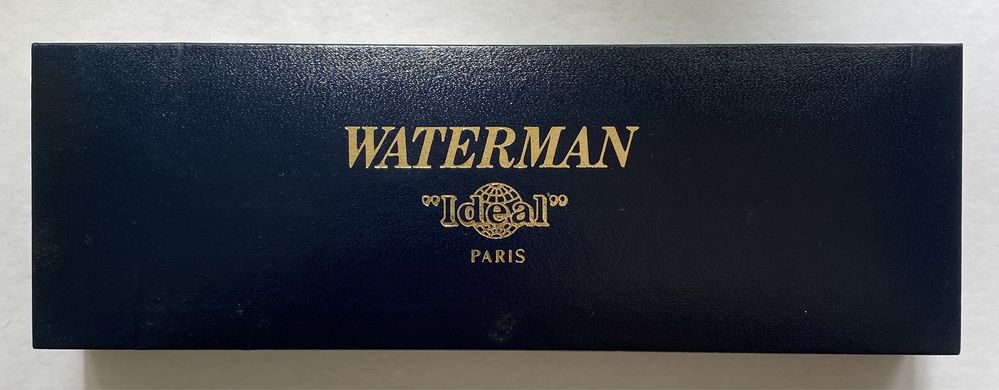 WATERMAN
"Ideal"
PARIS